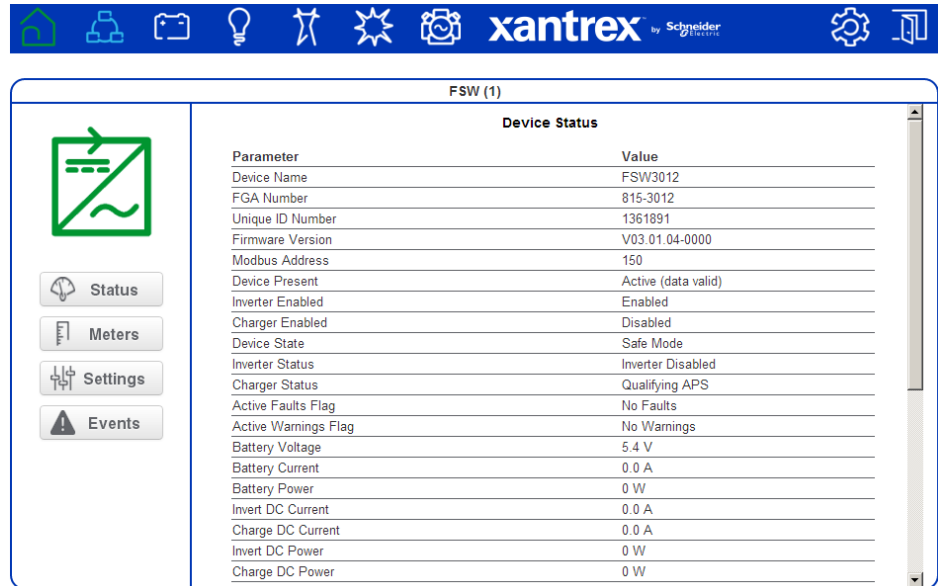 xantrex by Schneider Electric
FSW (1)
Device Status
Parameter Value
Device Name FSW3012
FGA Number 815-3012
Unique ID Number 1361891
Firmware Version V03.01.04-0000
Modbus Address 150
Device Present Active (data valid)
Inverter Enabled Enabled
Charger Enabled Disabled
Device State Safe Mode
Inverter Status Inverter Disabled
Charger Status Qualifying APS
Active Faults Flag No Faults
Active Warnings Flag No Warnings
Battery Voltage 5.4 V
Battery Current 0.0 A
Battery Power 0 W
Invert DC Current 0.0 A
Charge DC Current 0.0 A
Invert DC Power 0 W
Charge DC Power 0 W
Status
Meters
Settings
Events